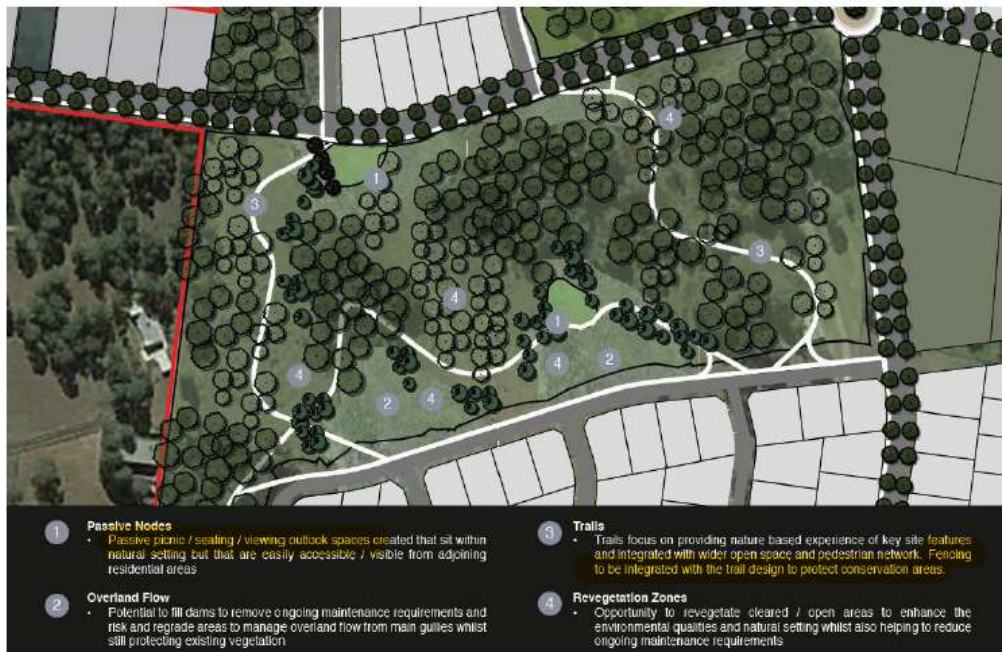 4
1
3
3
4
1
4
2
4
2
4
1
Passive Nodes
• Passive picnic / seating / viewing outlook spaces created that sit within
natural setting but that are easily accessible / visible from adjoining
residential areas
2
Overland Flow
• Potential to fill dams to remove ongoing maintenance requirements and
risk and regrade areas to manage overland flow from main gullies whilst
still protecting existing vegetation
3
Trails
• Trails focus on providing nature based experience of key site features
and integrated with wider open space and pedestrian network. Fencing
to be integrated with the trail design to protect conservation areas.
4
Revegetation Zones
• Opportunity to revegetate cleared / open areas to enhance the
environmental qualities and natural setting whilst also helping to reduce
ongoing maintenance requirements